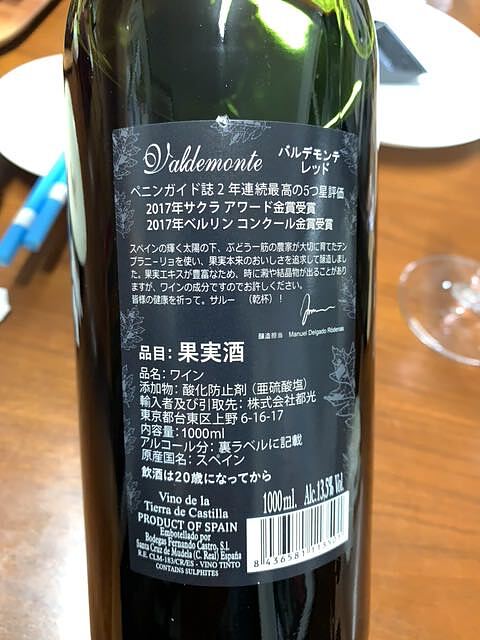 Valdemonte
バルデモンテ
レッド
ペニンガイド誌2年連続最高の5つ星評価
2017年サクラ アワード金賞受賞
2017年ベルリン コンクール金賞受賞
スペインの輝く太陽の下、ぶどう一筋の農家が大切に育てたテン
プラニーリョを使い、果実本来のおいしさを追求して醸造しまし
た。果実エキスが豊富なため、時に澱や結晶物が出ることがあり
ますが、ワインの成分ですのでお許しください。
皆様の健康を祈って。サルー （乾杯）!
醸造担当 Manuel Delgado Ródenas
品目：果実酒
品名：ワイン
添加物：酸化防止剤（亜硫酸塩）
輸入者及び引取先：株式会社都光
東京都台東区上野 6-16-17
内容量：1000ml
アルコール分：裏ラベルに記載
原産国名：スペイン
飲酒は20歳になってから
Vino de la
Tierra de Castilla
PRODUCT OF SPAIN
Embotellado por
Bodegas Fernando Castro, S.L
Santa Cruz de Mudela (C. Real) España
R.E. CLM-183/CR/ES - VINO TINTO
CONTAINS SULPHITES
1000 ml. Alc.13,5% Vol.
8 436581